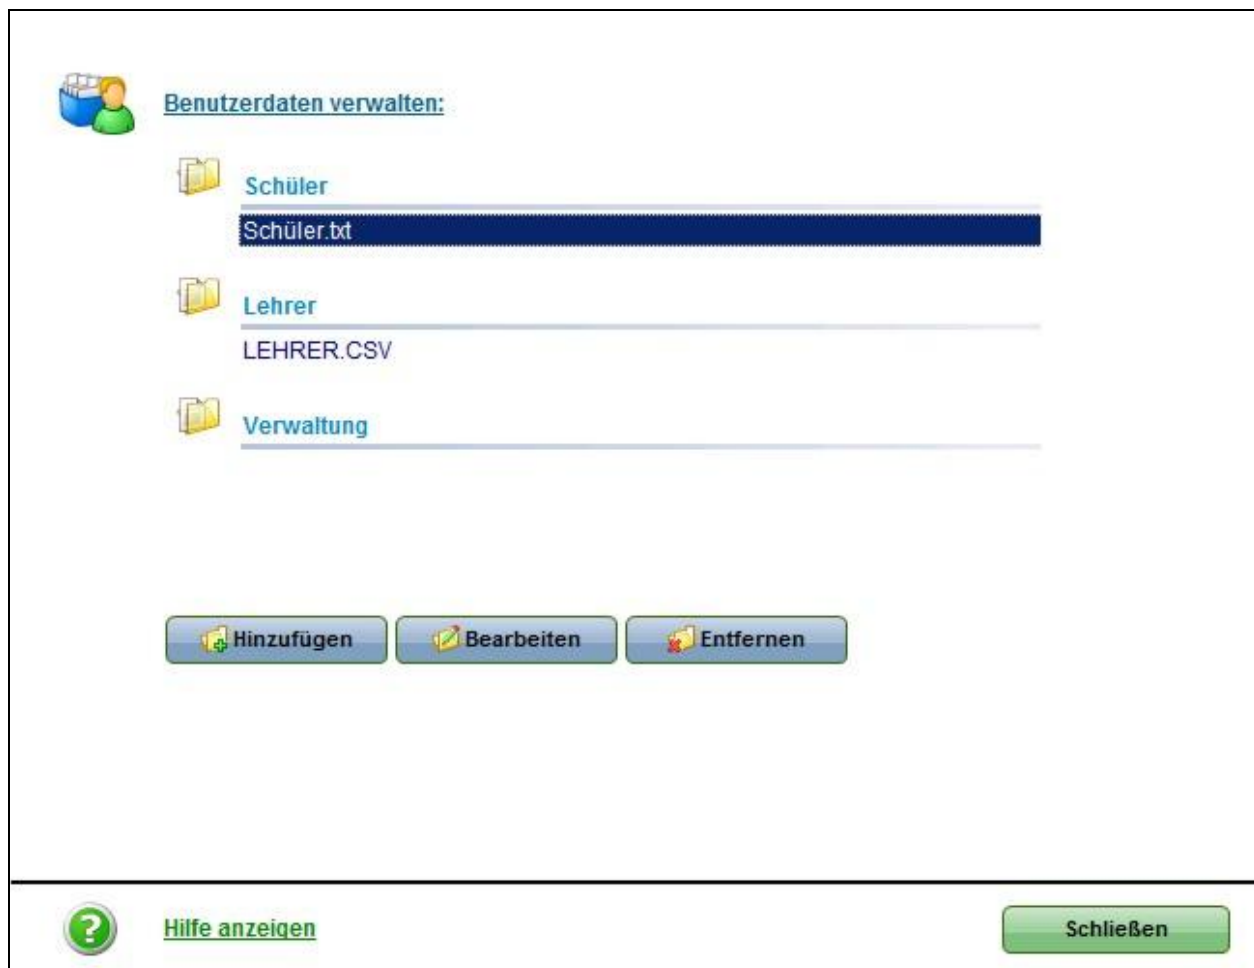 Benutzerdaten verwalten:
Schüler
Schüler.txt
Lehrer
LEHRER.CSV
Verwaltung
Hinzufügen Bearbeiten Entfernen
Hilfe anzeigen Schließen